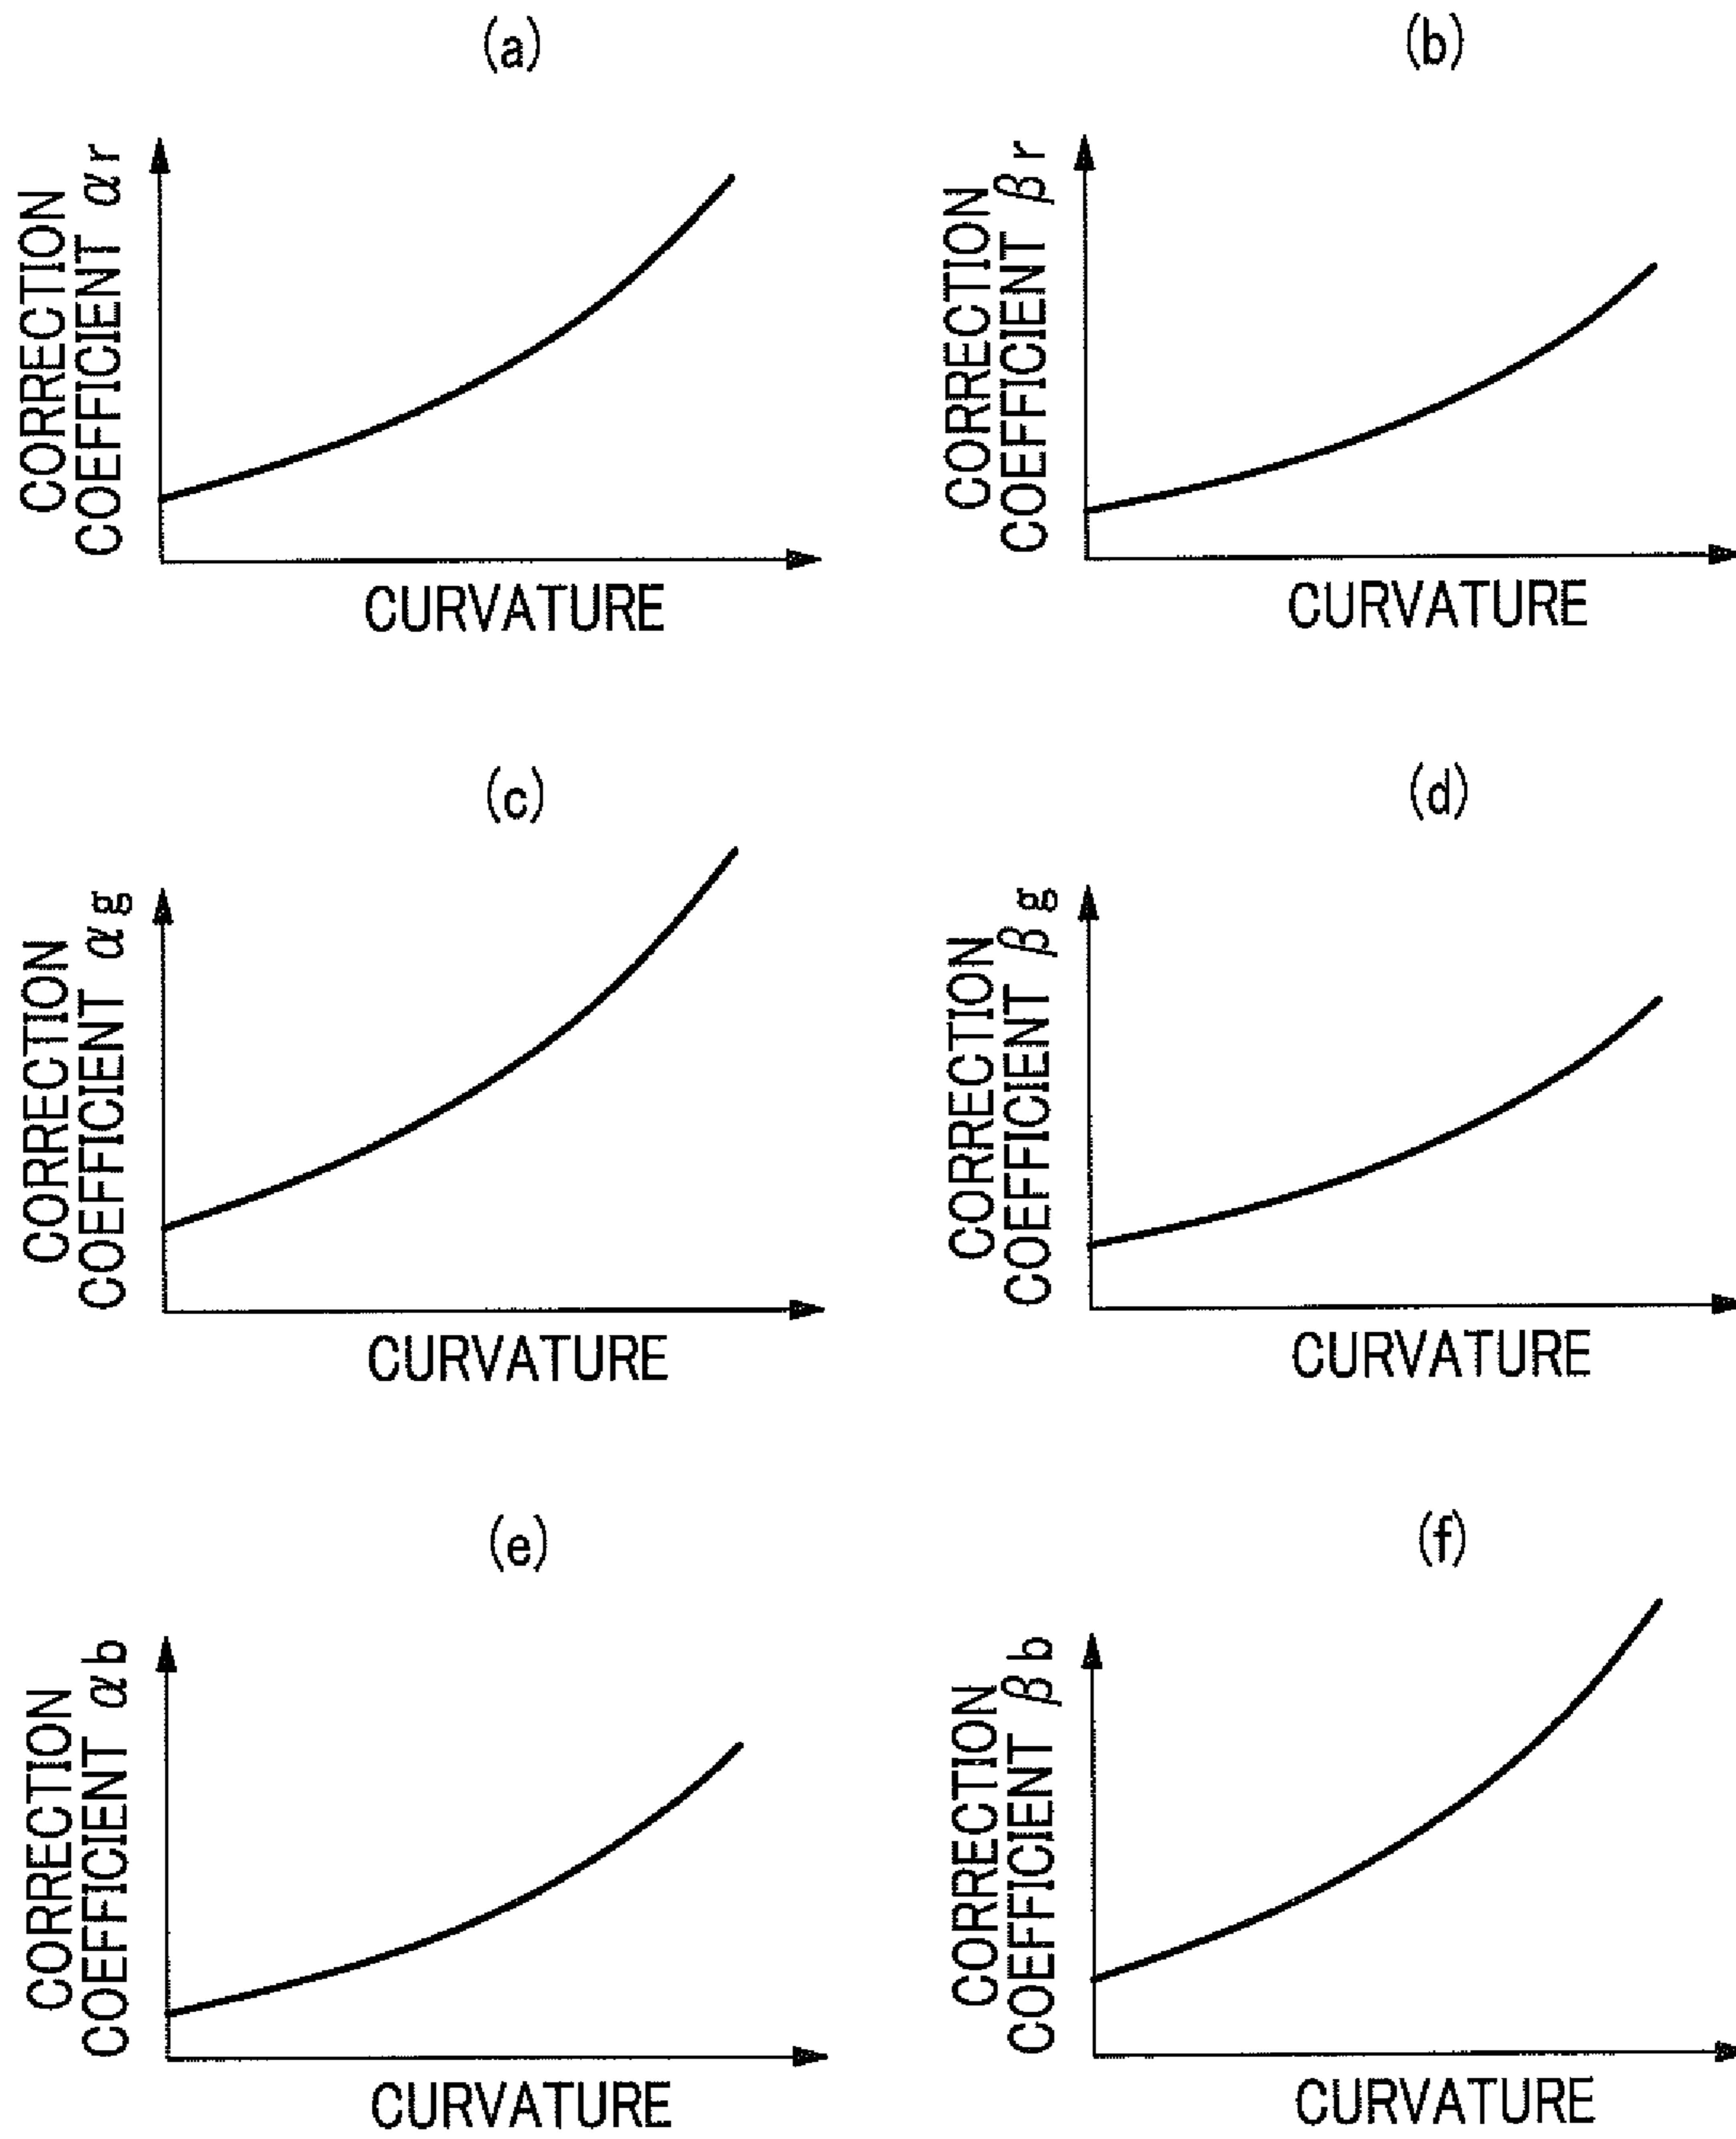 (a)
CORRECTION
COEFFICIENT αr
CURVATURE
(b)
CORRECTION
COEFFICIENT βr
CURVATURE
(c)
CORRECTION
COEFFICIENT αg
CURVATURE
(d)
CORRECTION
COEFFICIENT βg
CURVATURE
(e)
CORRECTION
COEFFICIENT αb
CURVATURE
(f)
CORRECTION
COEFFICIENT βb
CURVATURE